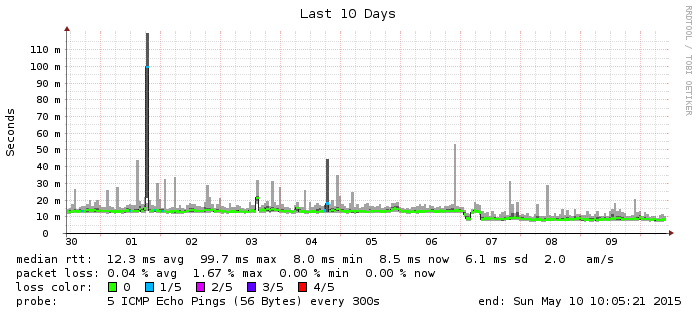 Last 10 Days
RRDTOOL / TOBI OETIKER
Seconds
110 m
100 m
90 m
80 m
70 m
60 m
50 m
40 m
30 m
20 m
10 m
0
30 01 02 03 04 05 06 07 08 09
median rtt: 12.3 ms avg 99.7 ms max 8.0 ms min 8.5 ms now 6.1 ms sd 2.0 am/s
packet loss: 0.04 % avg 1.67 % max 0.00 % min 0.00 % now
loss color: 0 1/5 2/5 3/5 4/5
probe: 5 ICMP Echo Pings (56 Bytes) every 300s end: Sun May 10 10:05:21 2015